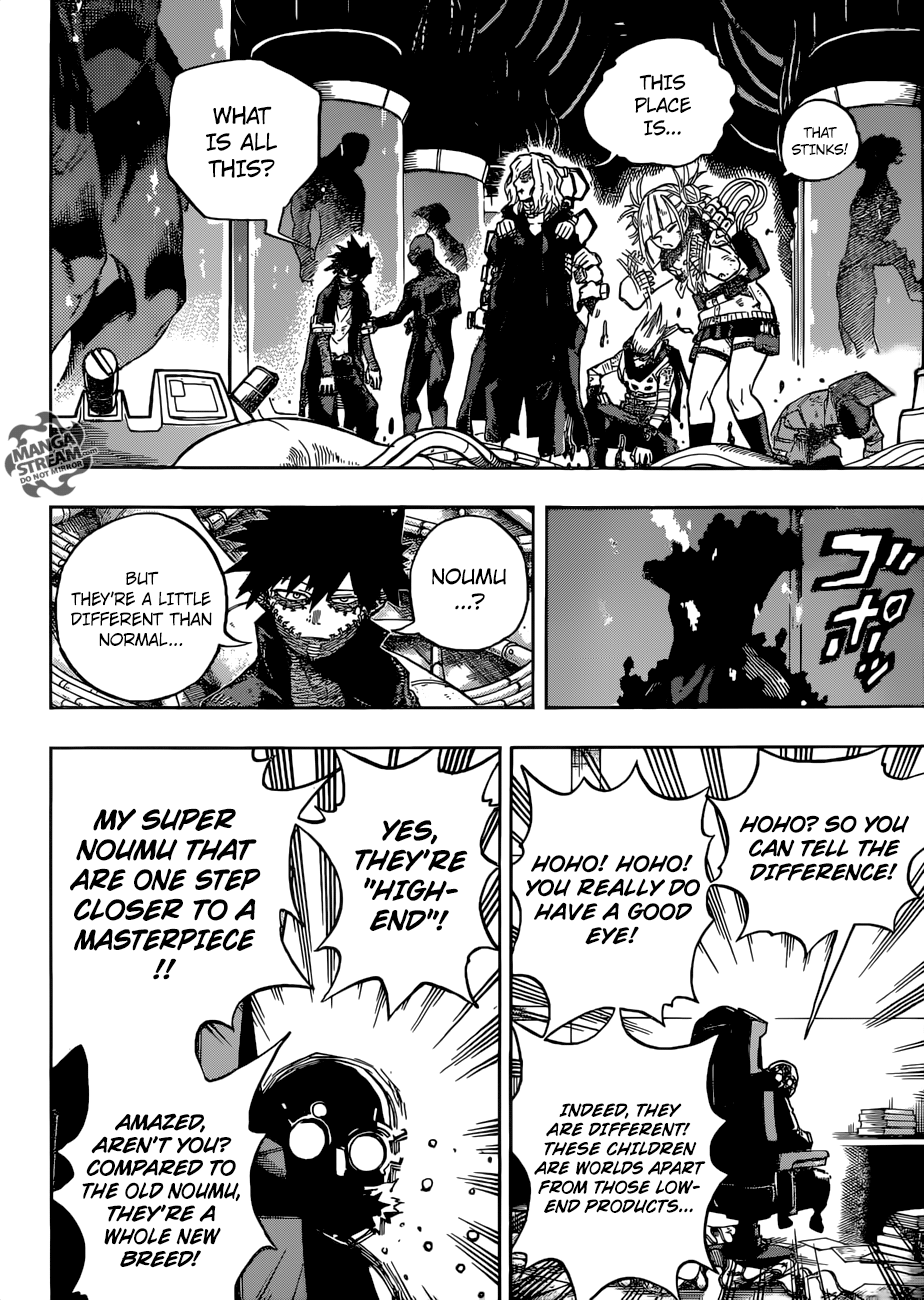 THAT
STINKS!
THIS
PLACE
IS...
WHAT
IS ALL
THIS?
MANGA
STREAM.com
DO NOT MIRROR
ゴポッ
NOUMU
...?
BUT
THEY'RE A LITTLE
DIFFERENT THAN
NORMAL...
HOHO? SO YOU
CAN TELL THE
DIFFERENCE!
HOHO! HOHO!
YOU REALLY DO
HAVE A GOOD
EYE!
INDEED, THEY
ARE DIFFERENT!
THESE CHILDREN
ARE WORLDS APART
FROM THOSE LOW-
END PRODUCTS...
YES,
THEY'RE
"HIGH-
END"!
MY SUPER
NOUMU THAT
ARE ONE STEP
CLOSER TO A
MASTERPIECE
!!
AMAZED,
AREN'T YOU?
COMPARED TO
THE OLD NOUMU,
THEY'RE A
WHOLE NEW
BREED!